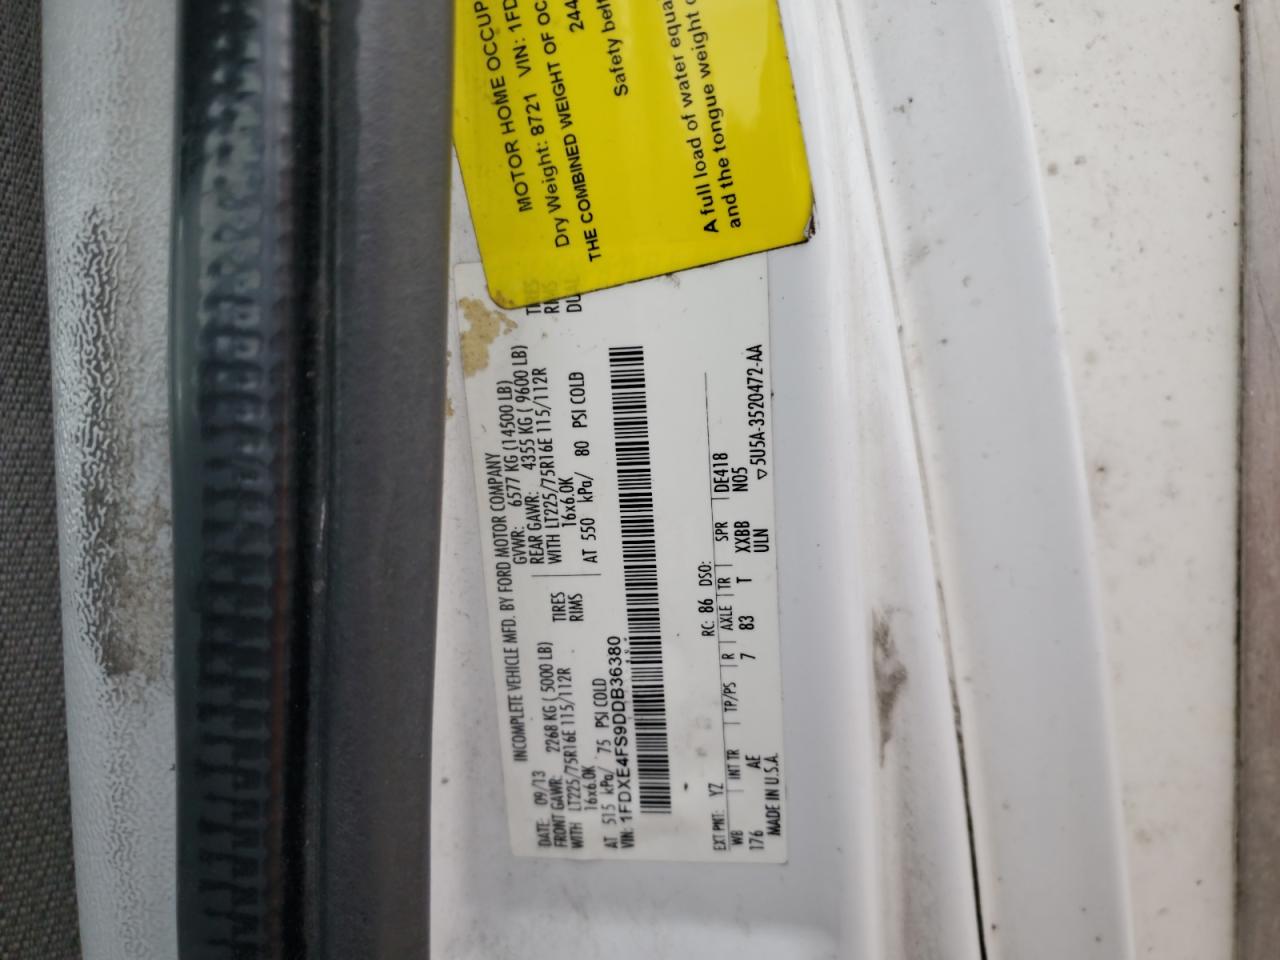 MOTOR HOME OCCUP
Dry Weight: 8721 VIN: 1FD
THE COMBINED WEIGHT OF OC
244
Safety belt
A full load of water equa
and the tongue weight
INCOMPLETE VEHICLE MFD. BY FORD MOTOR COMPANY
DATE: 09/13 GVWR: 6577 KG (14500 LB)
FRONT GAWR: 2268 KG ( 5000 LB) REAR GAWR: 4355 KG ( 9600 LB)
WITH LT225/75R16E 115/112R TIRES WITH LT225/75R16E 115/112R TIRES
16x6.0K RIMS 16x6.0K RIMS
AT 515 kPa/ 75 PSI COLD AT 550 kPa/ 80 PSI COLD DUAL
VIN: 1FDXE4FS9DDB36380
EXT PNT: YZ RC: 86 DSO:
WB INT TR TP/PS R AXLE TR SPR DE418
176 AE 7 83 T XXBB N05
MADE IN U.S.A. ULN ▽5U5A-3520472-AA